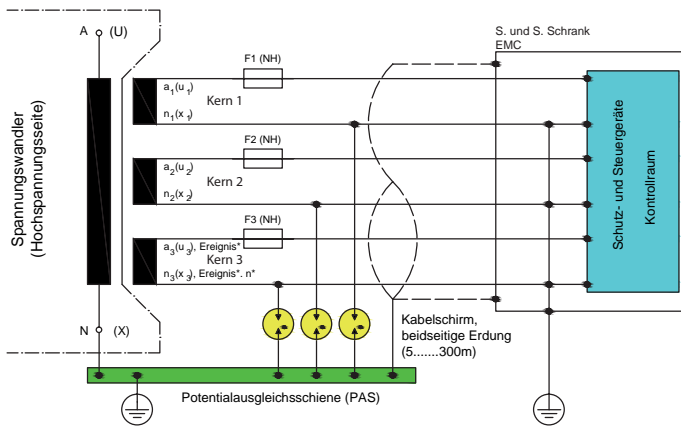 S. und S. Schrank
EMC
A (U)
F1 (NH)
a1(u1)
Kern 1
n1(x1)
F2 (NH)
a2(u2)
Kern 2
n2(x2)
F3 (NH)
a3(u3), Ereignis*
Kern 3
n3(x3), Ereignis*. n*
Spannungswandler
(Hochspannungsseite)
Schutz- und Steuergeräte
Kontrollraum
N (X)
Kabelschirm,
beidseitige Erdung
(5.......300m)
Potentialausgleichsschiene (PAS)